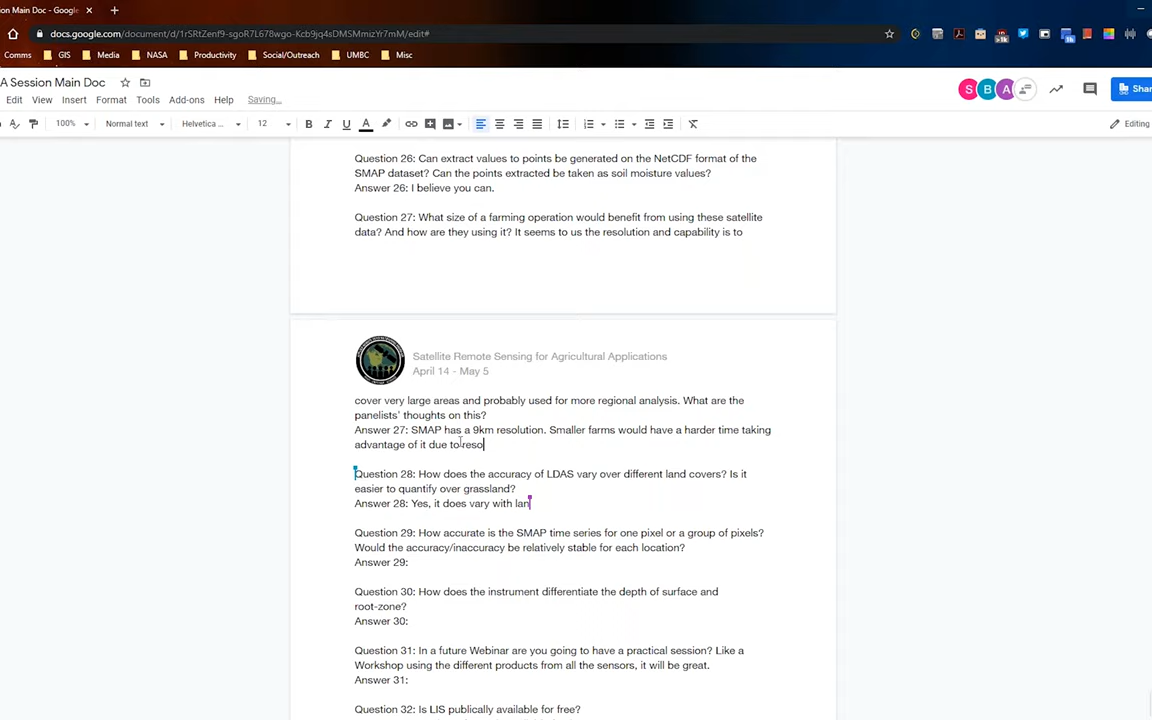 on Main Doc - Google
docs.google.com/document/d/1rSRtZenf9-sgoR7L678wgo-Kcb9jq4sDMSMmizYr7mM/edit#
Comms GIS Media NASA Productivity Social/Outreach UMBC Misc
A Session Main Doc
S B A Shar
Edit View Insert Format Tools Add-ons Help Saving...
100% Normal text Helvetica ... 12 B I U A Editing
Question 26: Can extract values to points be generated on the NetCDF format of the
SMAP dataset? Can the points extracted be taken as soil moisture values?
Answer 26: I believe you can.
Question 27: What size of a farming operation would benefit from using these satellite
data? And how are they using it? It seems to us the resolution and capability is to
Satellite Remote Sensing for Agricultural Applications
April 14 - May 5
cover very large areas and probably used for more regional analysis. What are the
panelists' thoughts on this?
Answer 27: SMAP has a 9km resolution. Smaller farms would have a harder time taking
advantage of it due to reso
Question 28: How does the accuracy of LDAS vary over different land covers? Is it
easier to quantify over grassland?
Answer 28: Yes, it does vary with lan
Question 29: How accurate is the SMAP time series for one pixel or a group of pixels?
Would the accuracy/inaccuracy be relatively stable for each location?
Answer 29:
Question 30: How does the instrument differentiate the depth of surface and
root-zone?
Answer 30:
Question 31: In a future Webinar are you going to have a practical session? Like a
Workshop using the different products from all the sensors, it will be great.
Answer 31:
Question 32: Is LIS publically available for free?